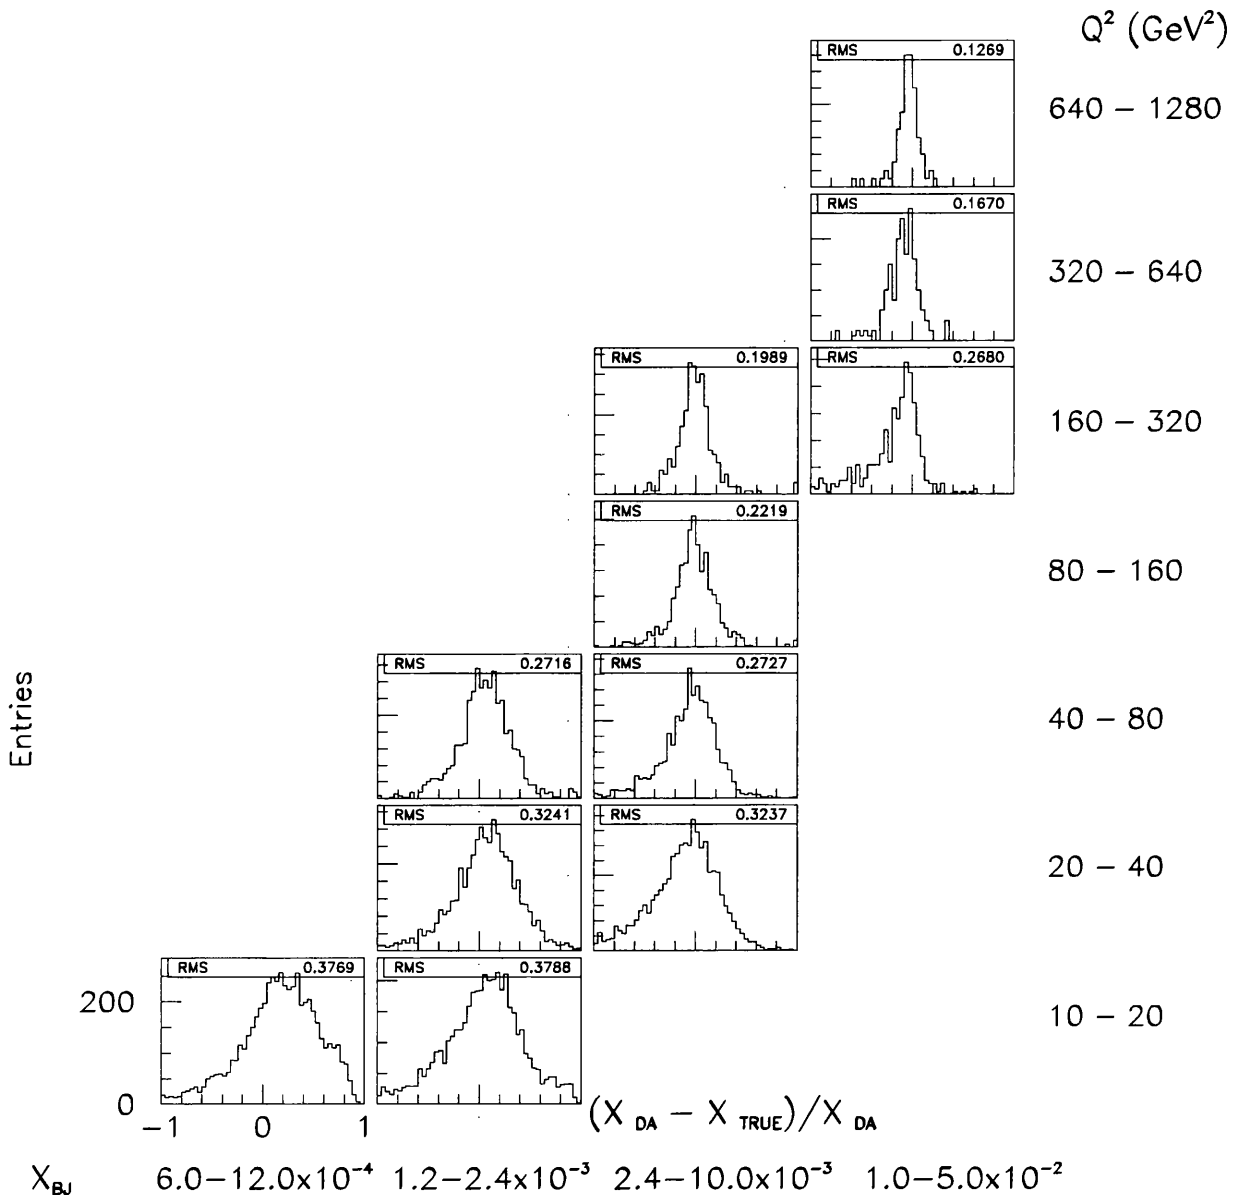 Q² (GeV²)
RMS 0.1269
640 – 1280
RMS 0.1670
320 – 640
RMS 0.1989
RMS 0.2680
160 – 320
RMS 0.2219
80 – 160
RMS 0.2716
RMS 0.2727
40 – 80
Entries
RMS 0.3241
RMS 0.3237
20 – 40
RMS 0.3769
RMS 0.3788
200
10 – 20
0
−1 0 1
(X DA − X TRUE)/X DA
X BJ 6.0−12.0x10⁻⁴ 1.2−2.4x10⁻³ 2.4−10.0x10⁻³ 1.0−5.0x10⁻²